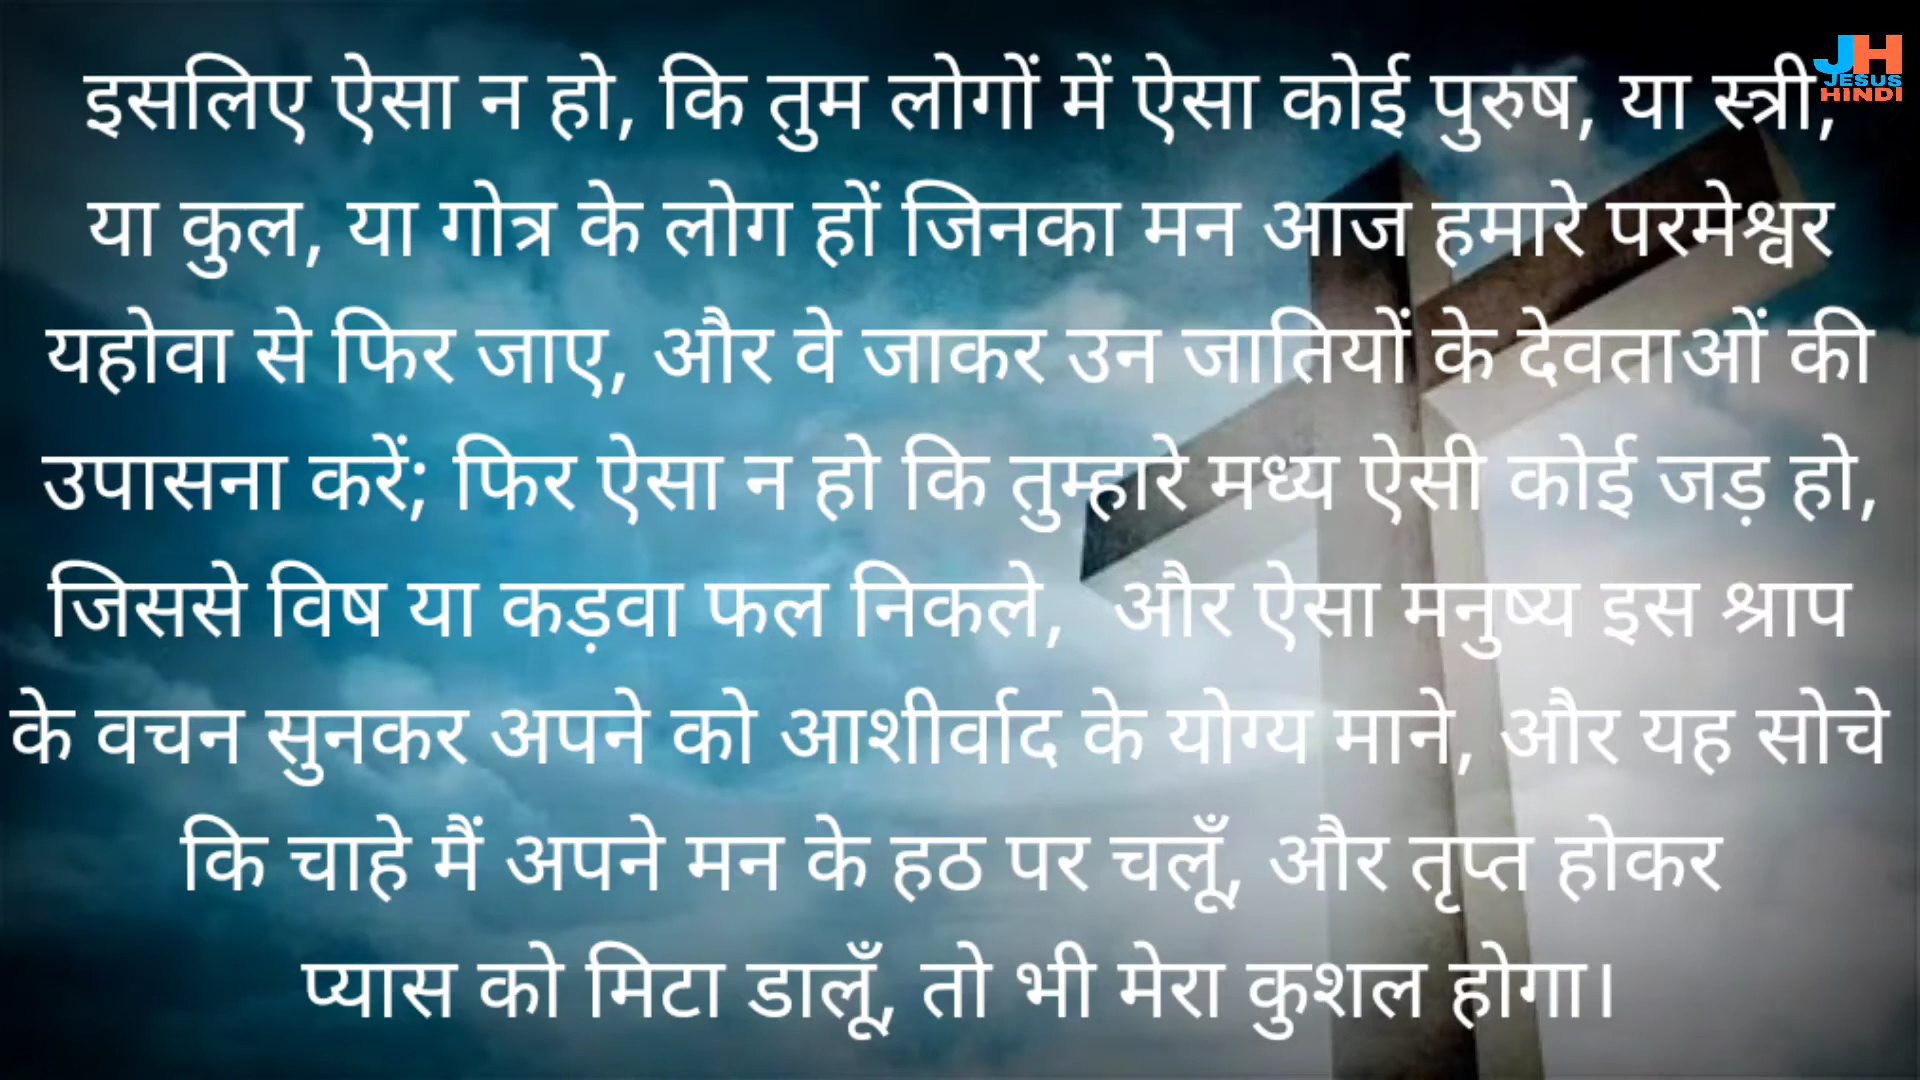 JH
JESUS
HINDI
इसलिए ऐसा न हो, कि तुम लोगों में ऐसा कोई पुरुष, या स्त्री,
या कुल, या गोत्र के लोग हों जिनका मन आज हमारे परमेश्वर
यहोवा से फिर जाए, और वे जाकर उन जातियों के देवताओं की
उपासना करें; फिर ऐसा न हो कि तुम्हारे मध्य ऐसी कोई जड़ हो,
जिससे विष या कड़वा फल निकले, और ऐसा मनुष्य इस श्राप
के वचन सुनकर अपने को आशीर्वाद के योग्य माने, और यह सोचे
कि चाहे मैं अपने मन के हठ पर चलूँ, और तृप्त होकर
प्यास को मिटा डालूँ, तो भी मेरा कुशल होगा।